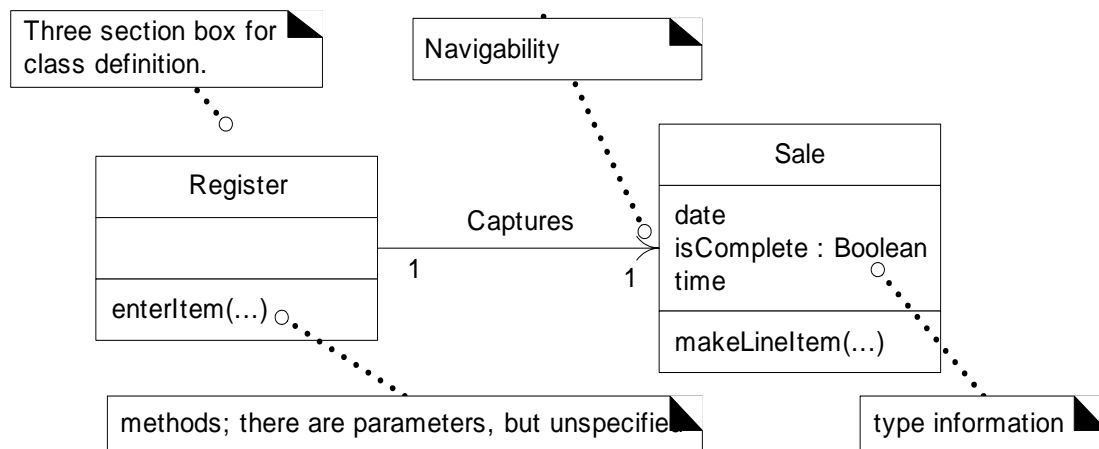 Three section box for
class definition.
Navigability
Register
enterItem(...)
Captures
1
1
Sale
date
isComplete : Boolean
time
makeLineItem(...)
methods; there are parameters, but unspecified
type information